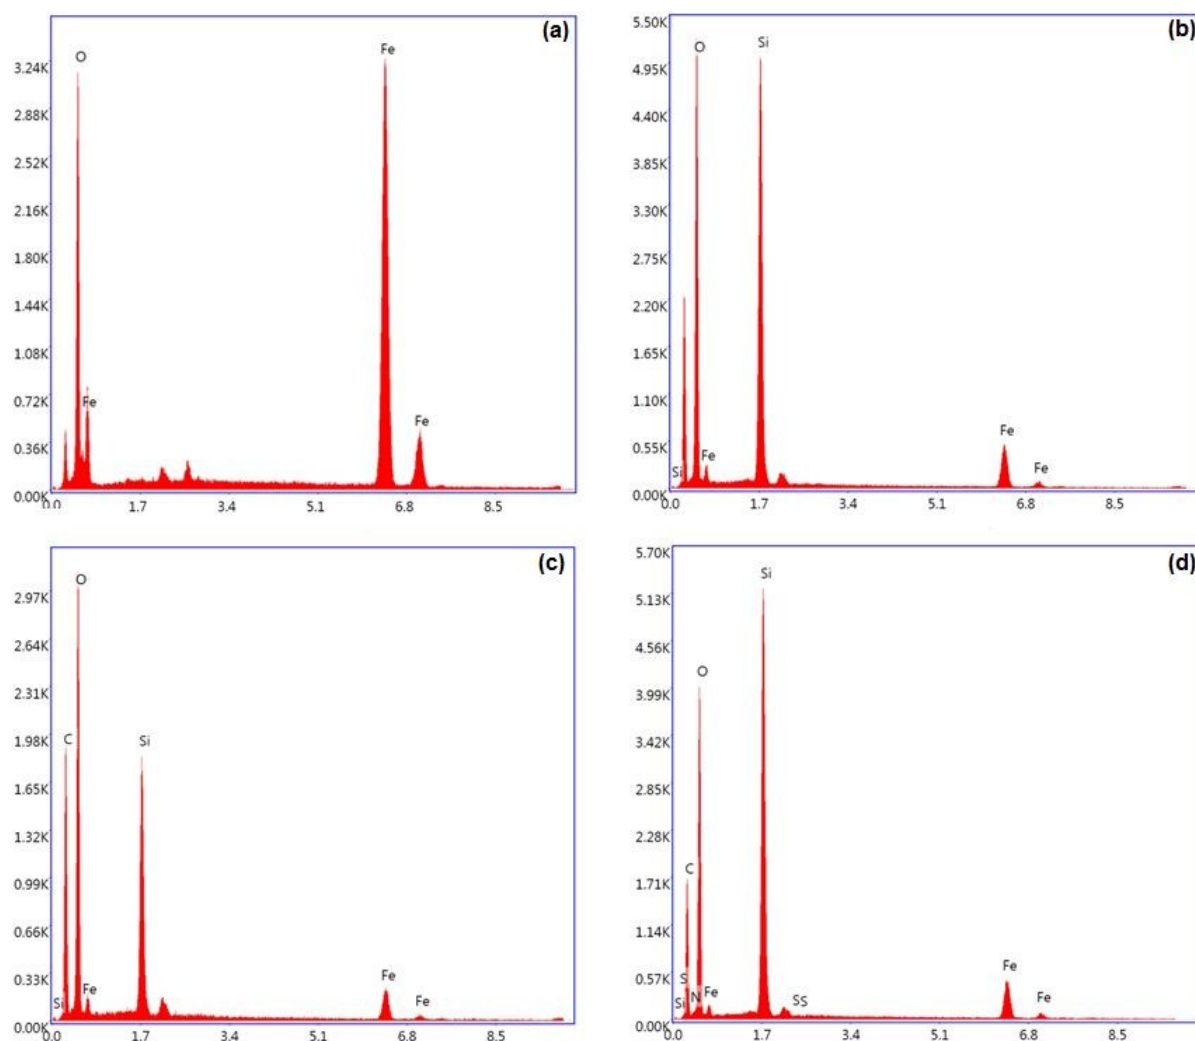 (a)
O
Fe
3.24K
2.88K
2.52K
2.16K
1.80K
1.44K
1.08K
0.72K
Fe
Fe
0.36K
0.00K
0.0 1.7 3.4 5.1 6.8 8.5
(b)
5.50K
O
Si
4.95K
4.40K
3.85K
3.30K
2.75K
2.20K
1.65K
1.10K
0.55K
Fe
Si
Fe
Fe
0.00K
0.0 1.7 3.4 5.1 6.8 8.5
(c)
O
2.97K
2.64K
2.31K
1.98K
C
Si
1.65K
1.32K
0.99K
0.66K
0.33K
Fe
Si
Fe
Fe
0.00K
0.0 1.7 3.4 5.1 6.8 8.5
(d)
5.70K
Si
5.13K
4.56K
O
3.99K
3.42K
2.85K
2.28K
1.71K
C
1.14K
0.57K
Fe
S
Si
N
Fe
SS
Fe
0.00K
0.0 1.7 3.4 5.1 6.8 8.5